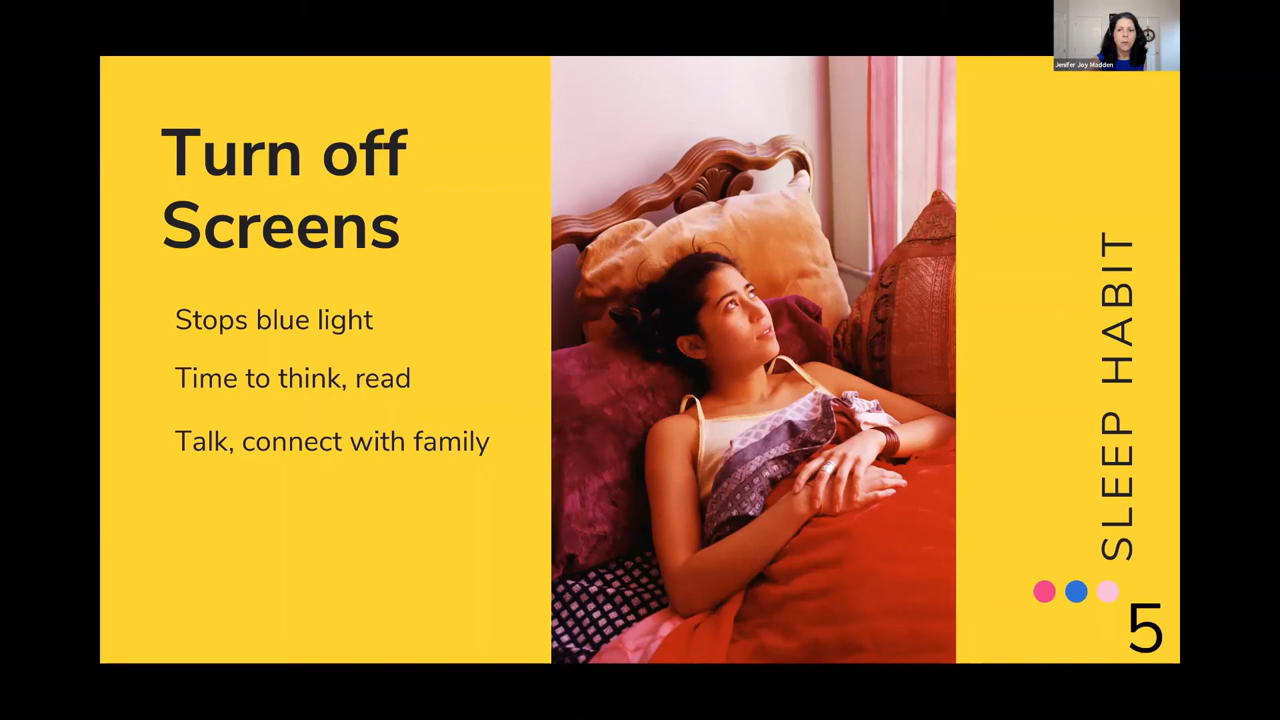 Jenifer Joy Madden
Turn off
Screens
Stops blue light
Time to think, read
Talk, connect with family
SLEEP HABIT
5